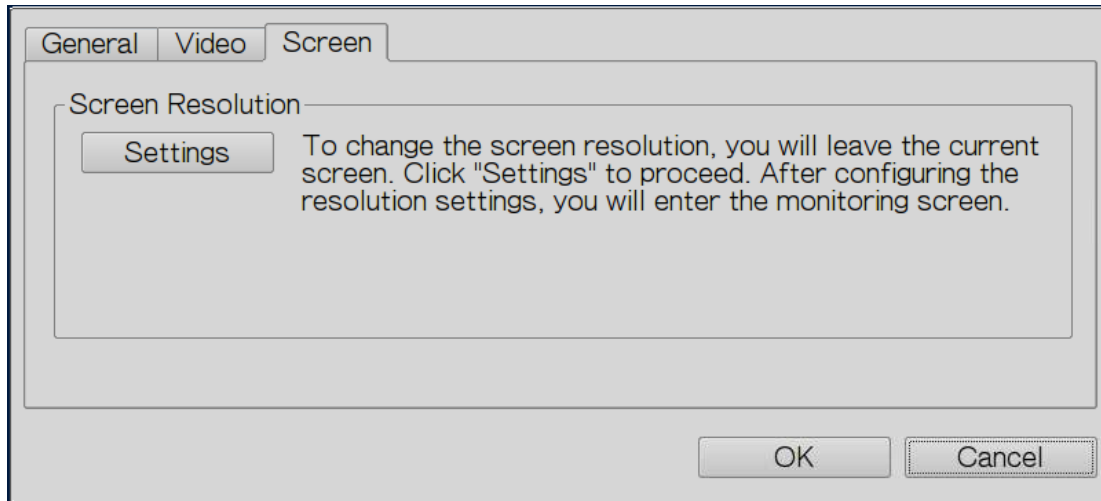 General Video Screen
Screen Resolution
Settings
To change the screen resolution, you will leave the current
screen. Click "Settings" to proceed. After configuring the
resolution settings, you will enter the monitoring screen.
OK Cancel